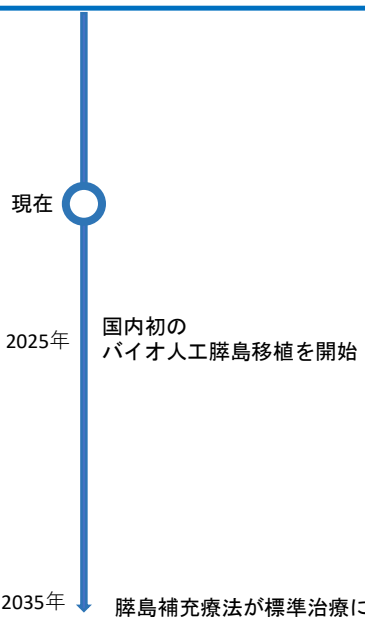 現在
2025年
国内初の
バイオ人工膵島移植を開始
2035年
膵島補充療法が標準治療に